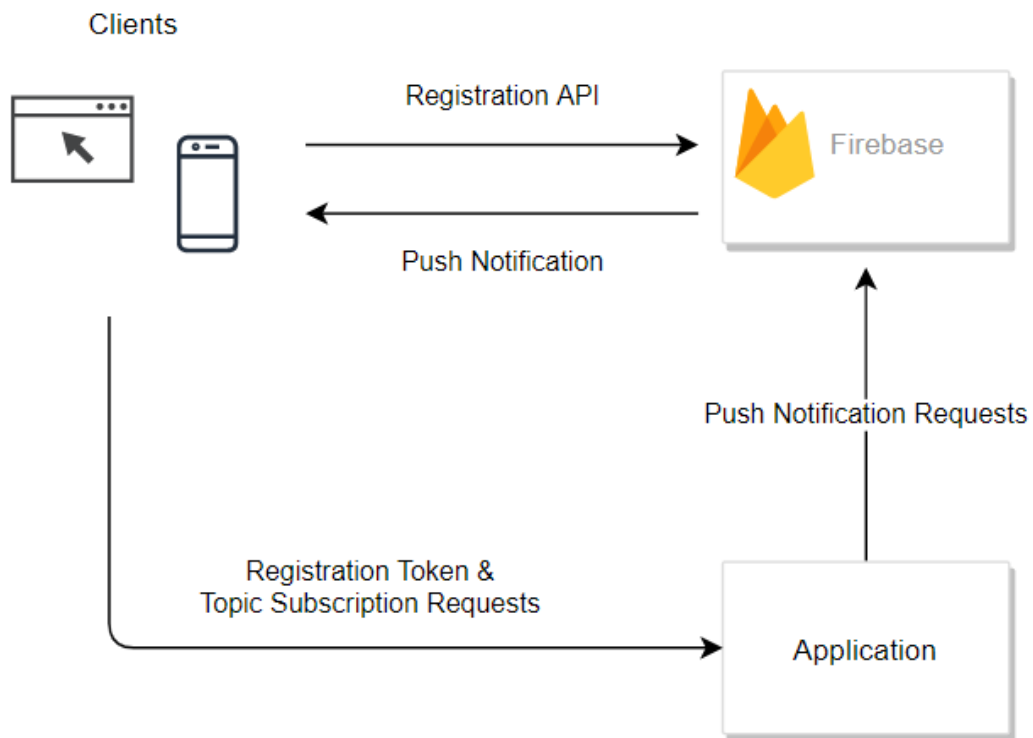 Clients
Registration API
Firebase
Push Notification
Push Notification Requests
Registration Token &
Topic Subscription Requests
Application